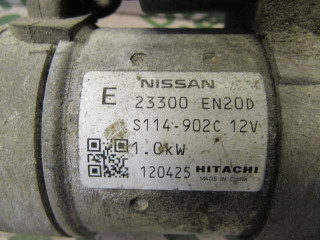 NISSAN
E 23300 EN20D
S114-902C 12V
1.0kW
120425 HITACHI
MADE IN CHINA